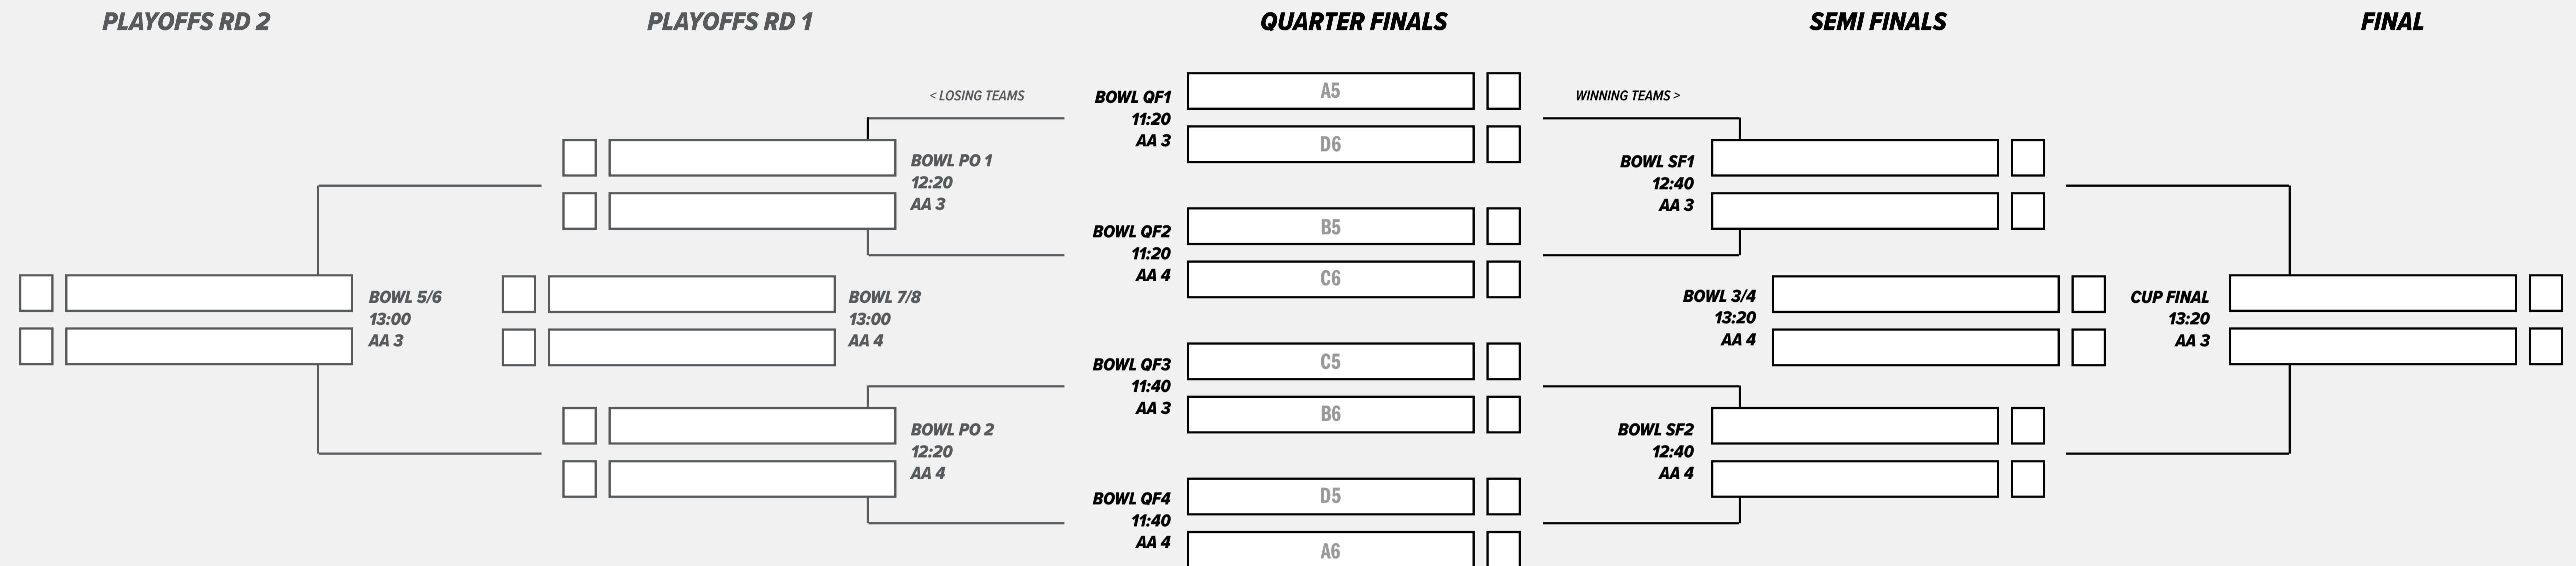 PLAYOFFS RD 2
PLAYOFFS RD 1
QUARTER FINALS
SEMI FINALS
FINAL
< LOSING TEAMS
WINNING TEAMS >
BOWL QF1
11:20
AA 3
A5
D6
BOWL PO 1
12:20
AA 3
BOWL SF1
12:40
AA 3
BOWL QF2
11:20
AA 4
B5
C6
BOWL 5/6
13:00
AA 3
BOWL 7/8
13:00
AA 4
BOWL 3/4
13:20
AA 4
CUP FINAL
13:20
AA 3
BOWL QF3
11:40
AA 3
C5
B6
BOWL PO 2
12:20
AA 4
BOWL SF2
12:40
AA 4
BOWL QF4
11:40
AA 4
D5
A6